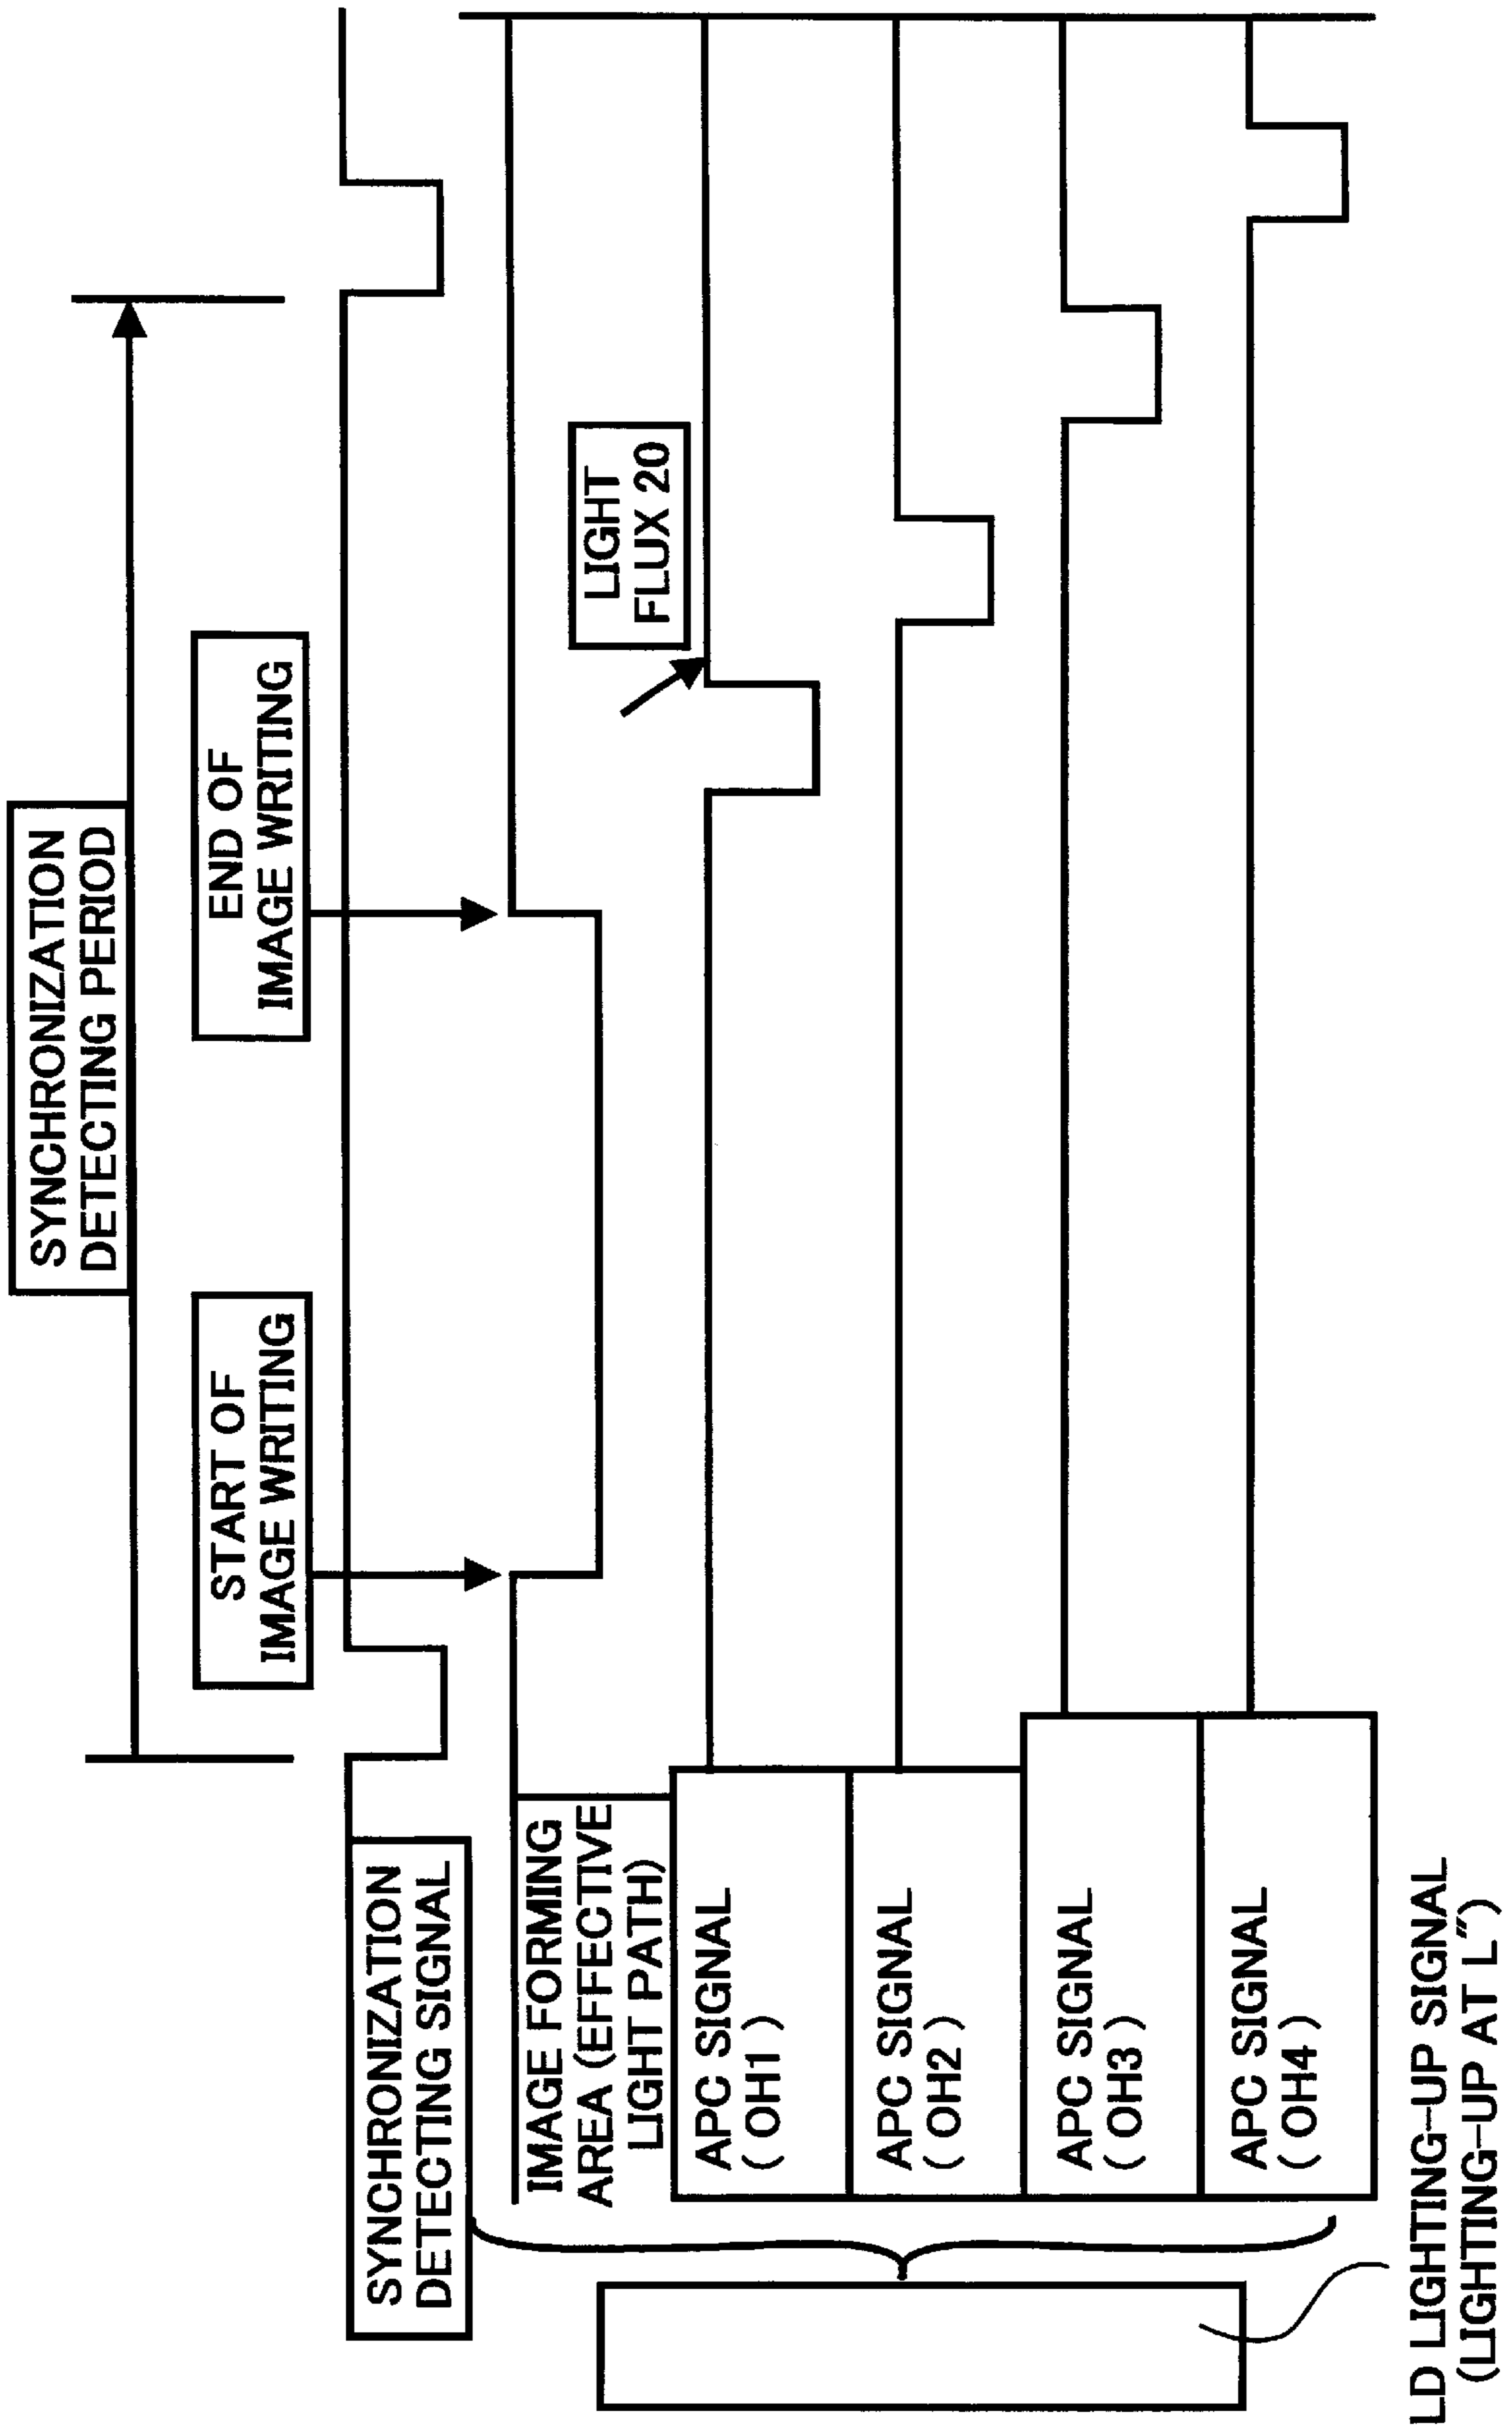 SYNCHRONIZATION
DETECTING PERIOD
START OF
IMAGE WRITING
END OF
IMAGE WRITING
SYNCHRONIZATION
DETECTING SIGNAL
IMAGE FORMING
AREA (EFFECTIVE
LIGHT PATH)
LIGHT
FLUX 20
APC SIGNAL
( OH1 )
APC SIGNAL
( OH2 )
APC SIGNAL
( OH3 )
APC SIGNAL
( OH4 )
LD LIGHTING-UP SIGNAL
(LIGHTING-UP AT L")